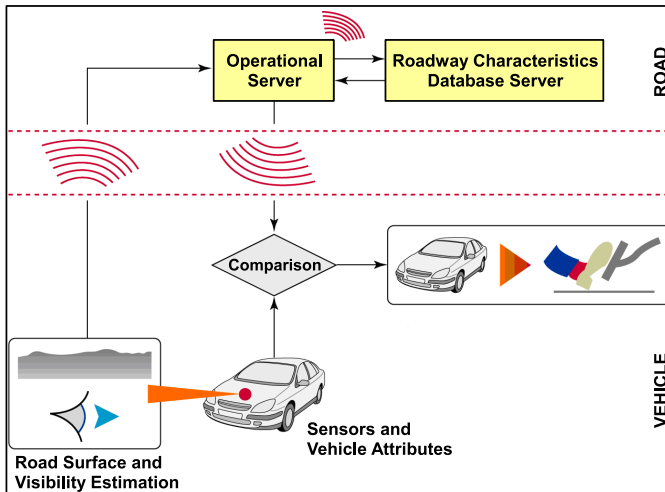 Operational
Server
Roadway Characteristics
Database Server
ROAD
Comparison
VEHICLE
Sensors and
Vehicle Attributes
Road Surface and
Visibility Estimation